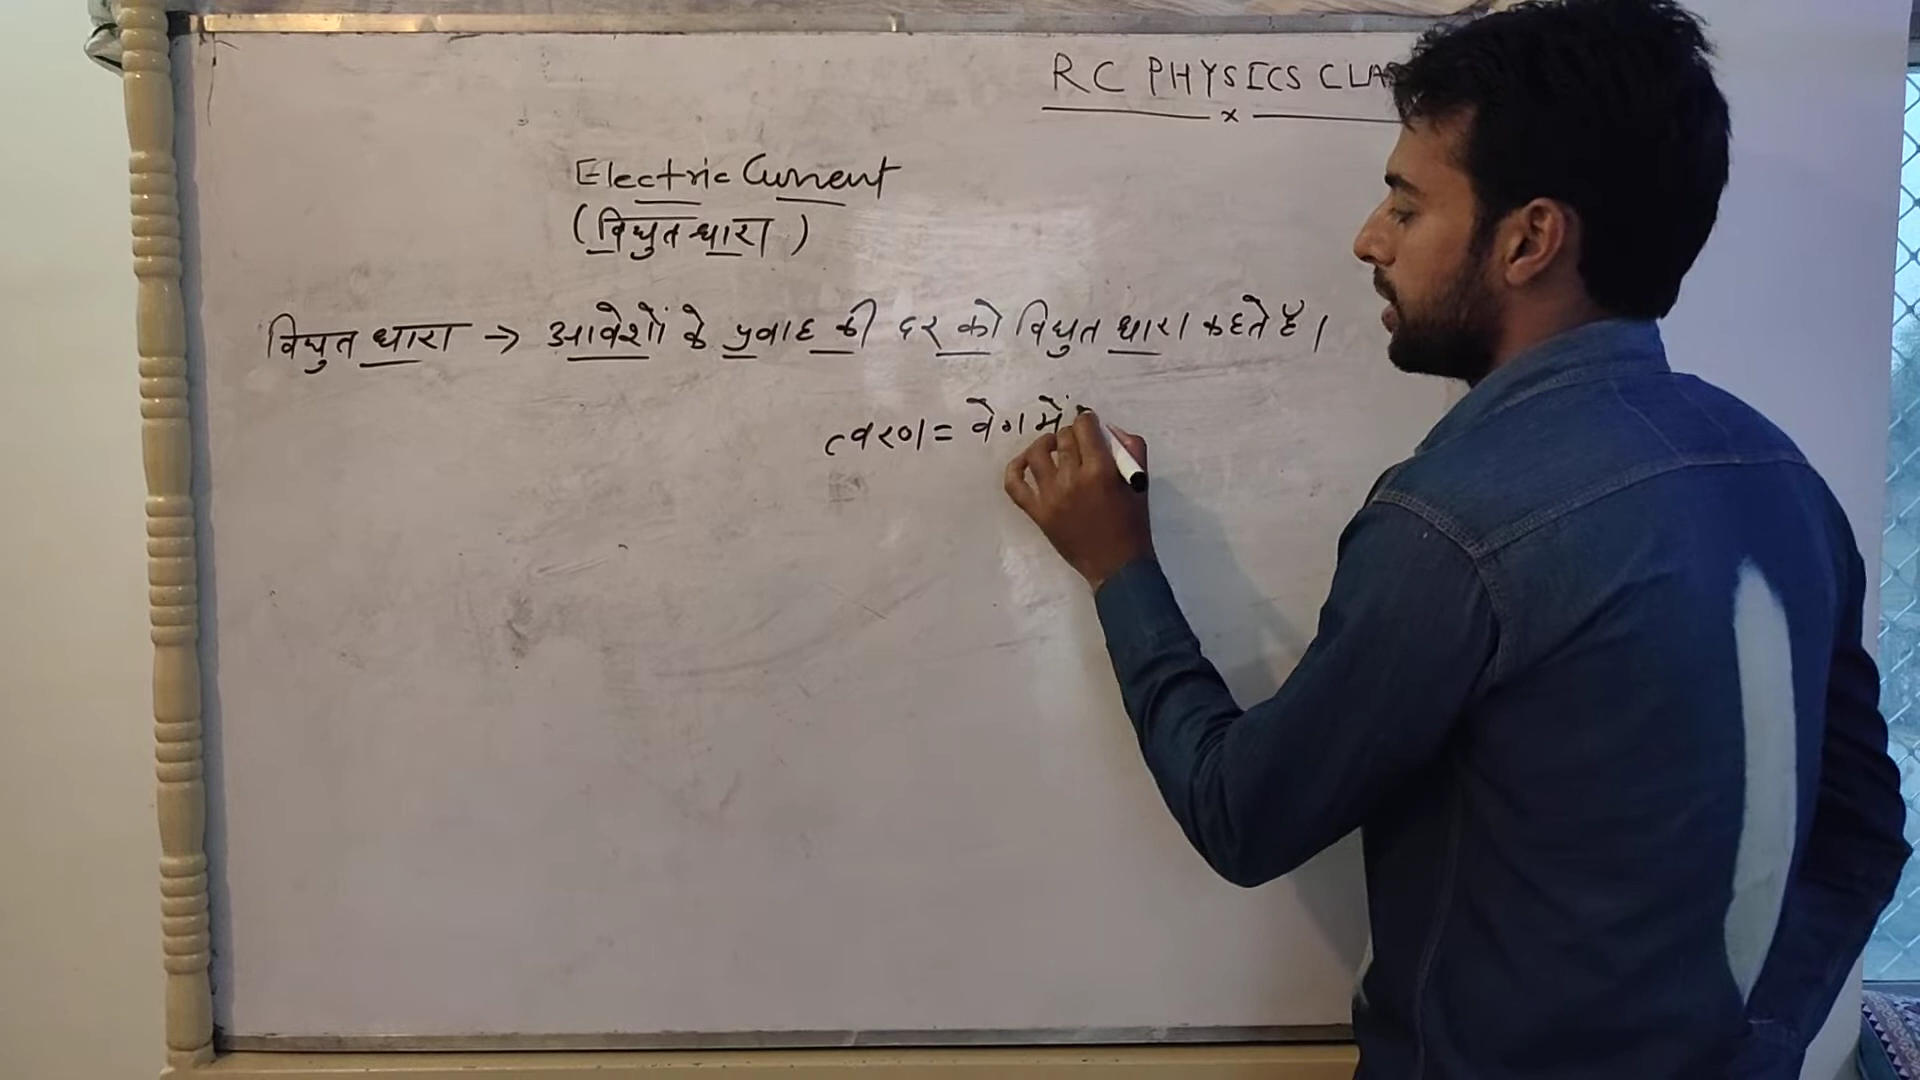 RC PHYSICS CLA
Electric Current
(विधुत धारा)
विधुत धारा → आवेशों के प्रवाह की दर को विधुत धारा कहते हैं।
त्वरण = वेग में